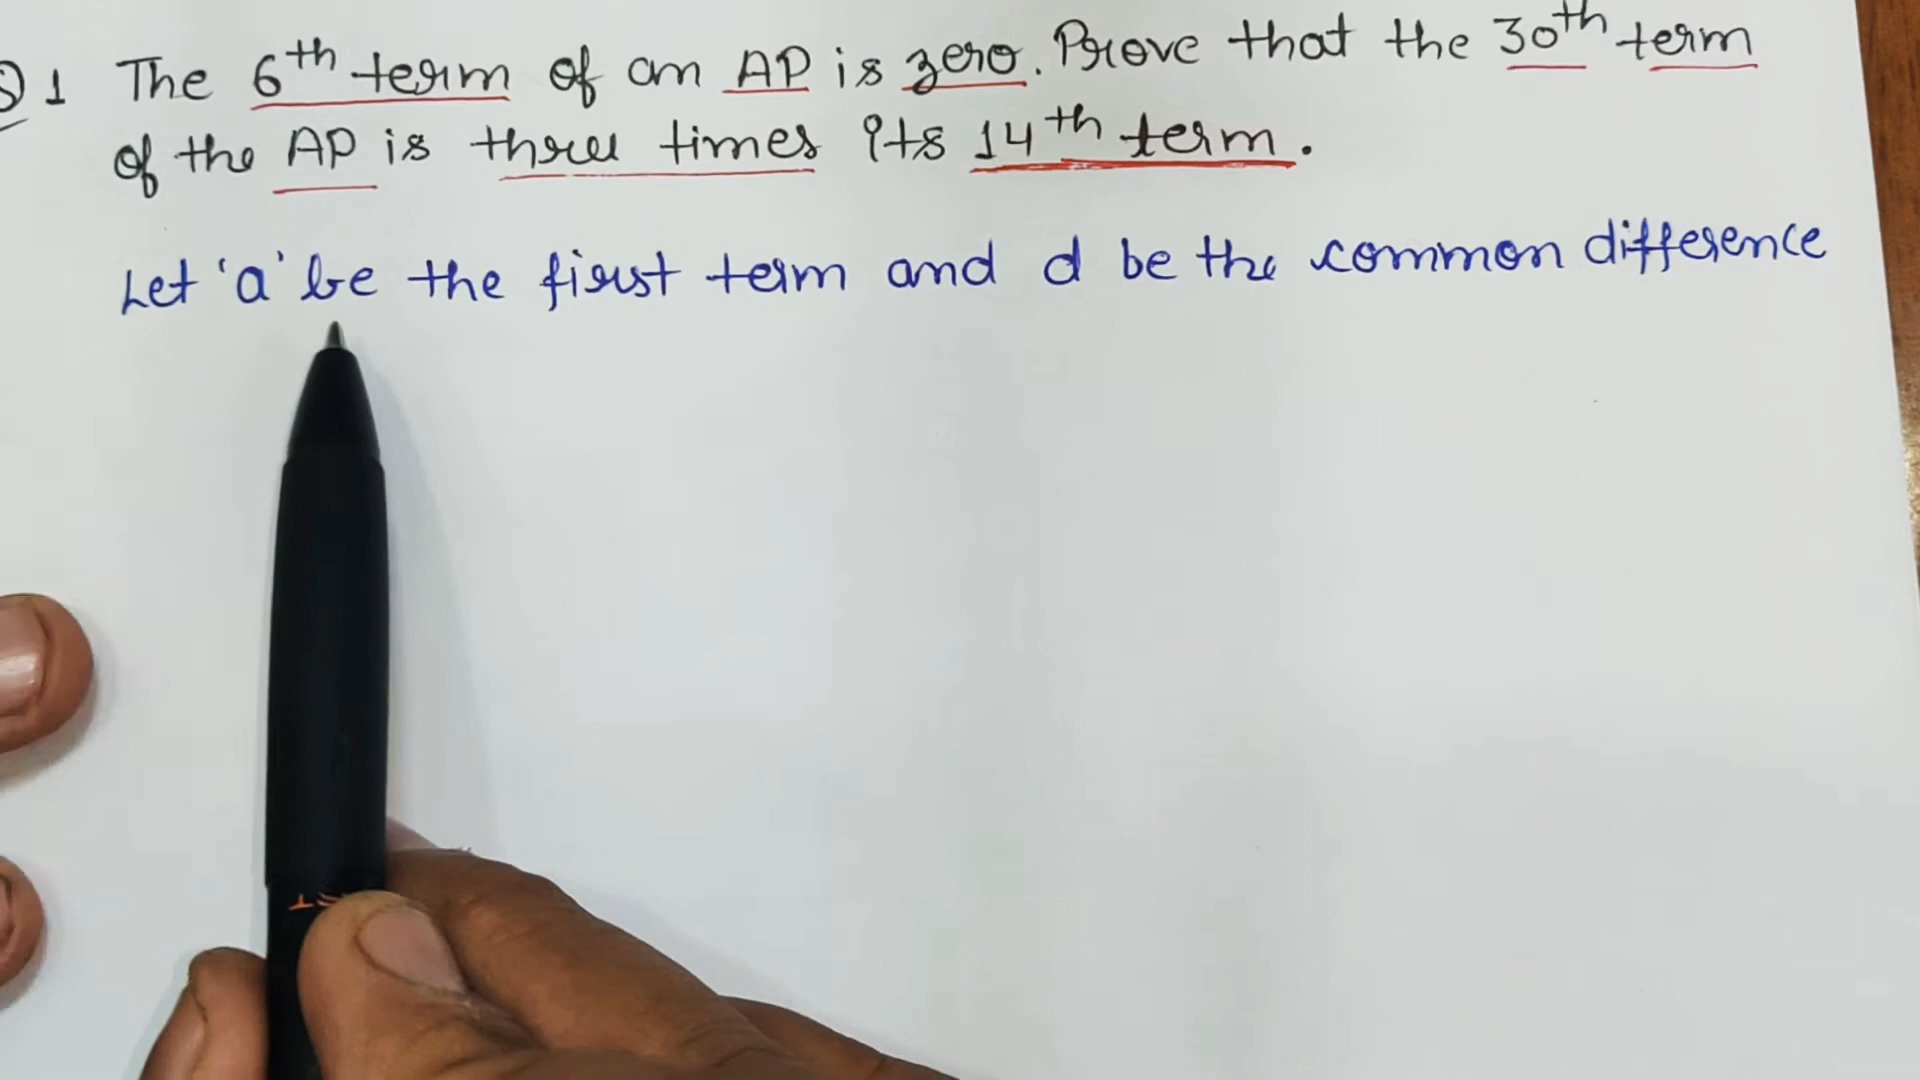 1 The 6th term of an AP is zero. Prove that the 30th term
of the AP is three times its 14th term.
Let 'a' be the first term and d be the common difference